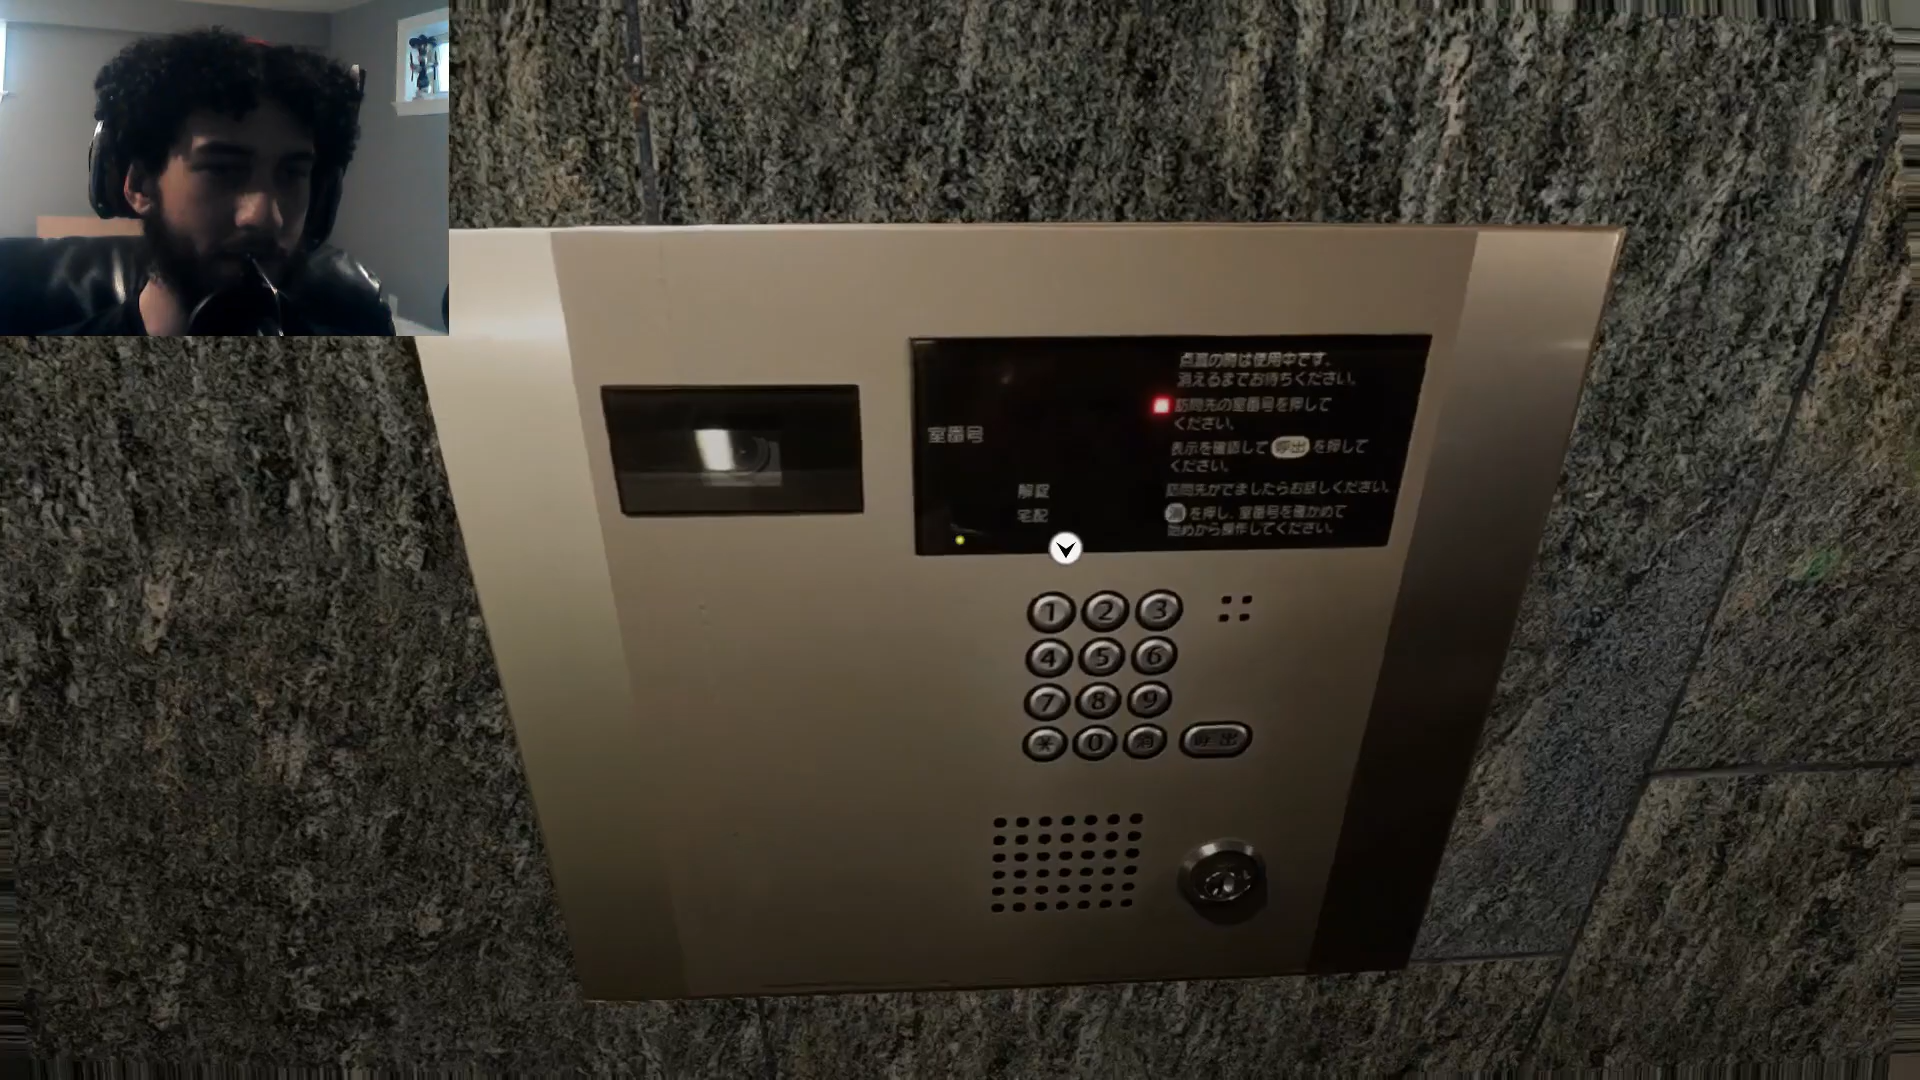 点滅の時は使用中です。
消えるまでお待ちください。
訪問先の室番号を押して
ください。
室番号
表示を確認して 呼出 を押して
ください。
解錠
訪問先がでましたらお話しください。
宅配
を押し、室番号を確かめて
始めから操作してください。
1 2 3
4 5 6
7 8 9
* 0 消 呼出